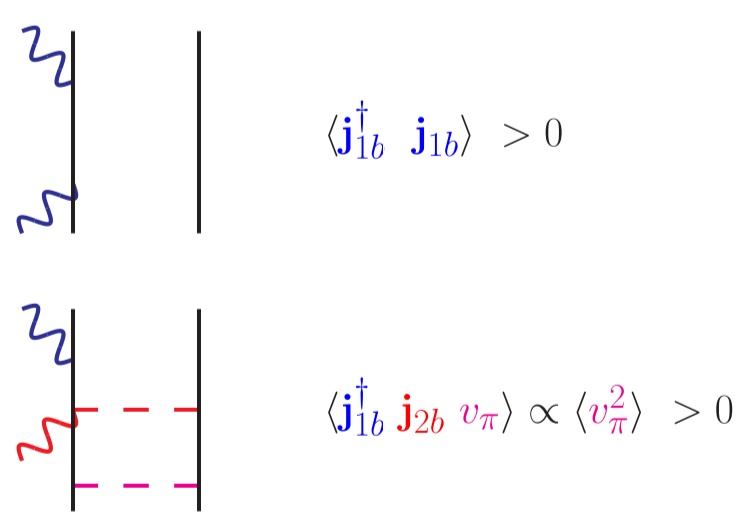 ⟨j†1b j1b⟩ > 0
⟨j†1b j2b vπ⟩ ∝ ⟨v2π⟩ > 0